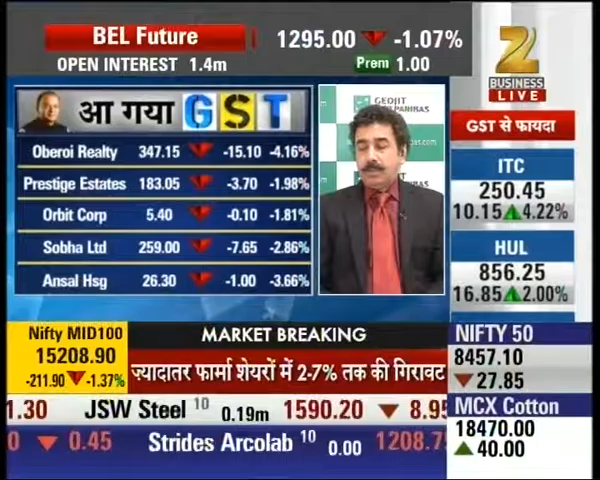 BEL Future
OPEN INTEREST 1.4m
1295.00 -1.07%
Prem 1.00
Z
BUSINESS
LIVE
आ गया GST
Oberoi Realty 347.15 -15.10 -4.16%
Prestige Estates 183.05 -3.70 -1.98%
Orbit Corp 5.40 -0.10 -1.81%
Sobha Ltd 259.00 -7.65 -2.86%
Ansal Hsg 26.30 -1.00 -3.66%
GEOJIT
PARIBAS
GST से फायदा
ITC
250.45
10.15 4.22%
HUL
856.25
16.85 2.00%
Nifty MID100
15208.90
-211.90 -1.37%
MARKET BREAKING
ज़्यादातर फार्मा शेयरों में 2-7% तक की गिरावट
NIFTY 50
8457.10
27.85
MCX Cotton
18470.00
40.00
1.30 JSW Steel 10 0.19m 1590.20 8.95
0 0.45 Strides Arcolab 10 0.00 1208.7